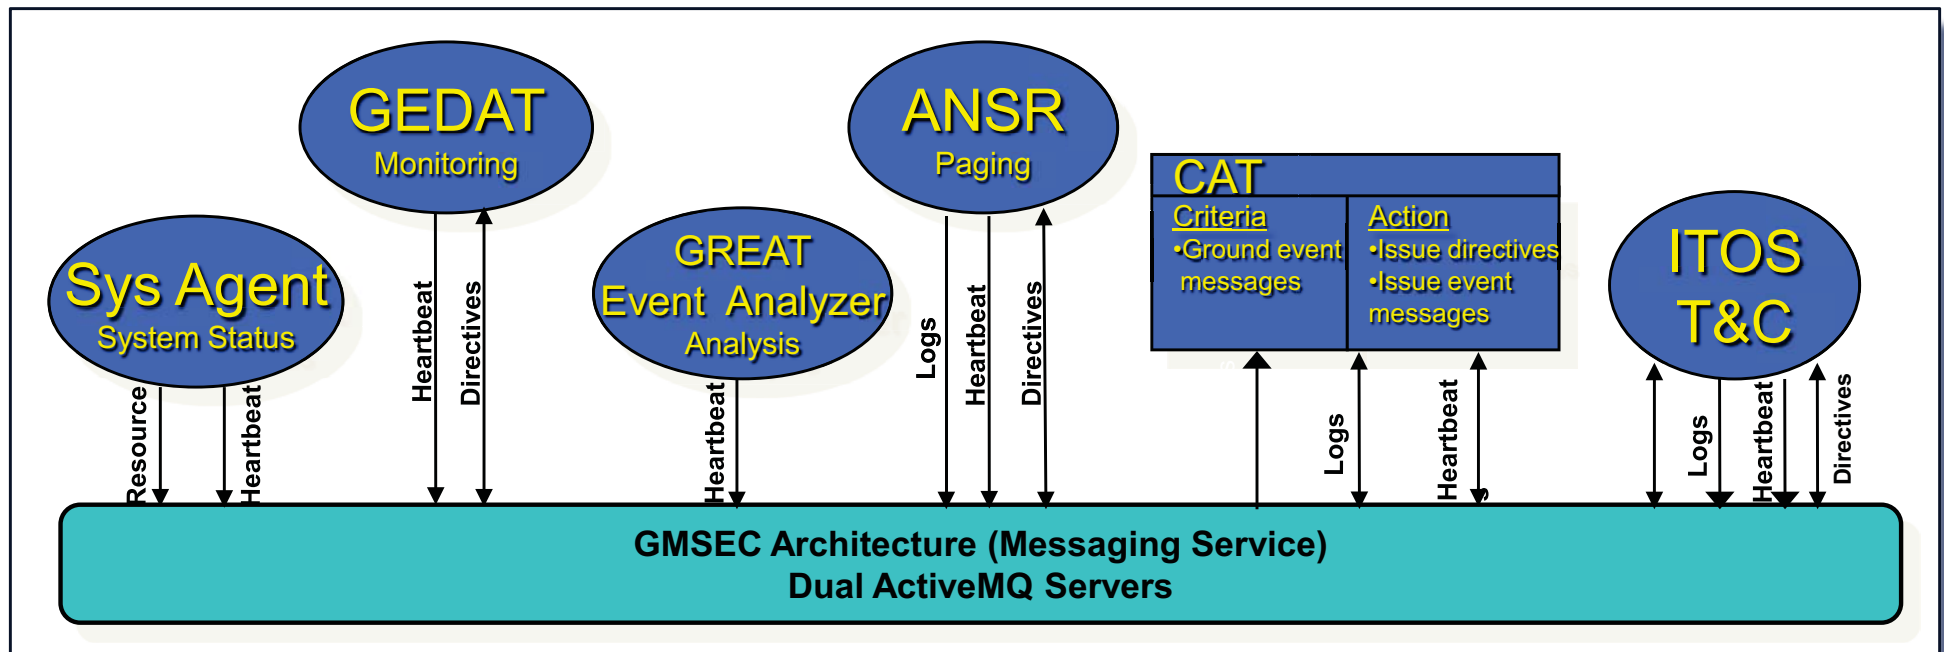 GEDAT
Monitoring
ANSR
Paging
CAT
Criteria
•Ground event
messages
Action
•Issue directives
•Issue event
messages
ITOS
T&C
Sys Agent
System Status
GREAT
Event Analyzer
Analysis
Resource
Heartbeat
Heartbeat
Directives
Heartbeat
Logs
Heartbeat
Directives
Logs
Heartbeat
s
Logs
Heartbeat
Directives
GMSEC Architecture (Messaging Service)
Dual ActiveMQ Servers